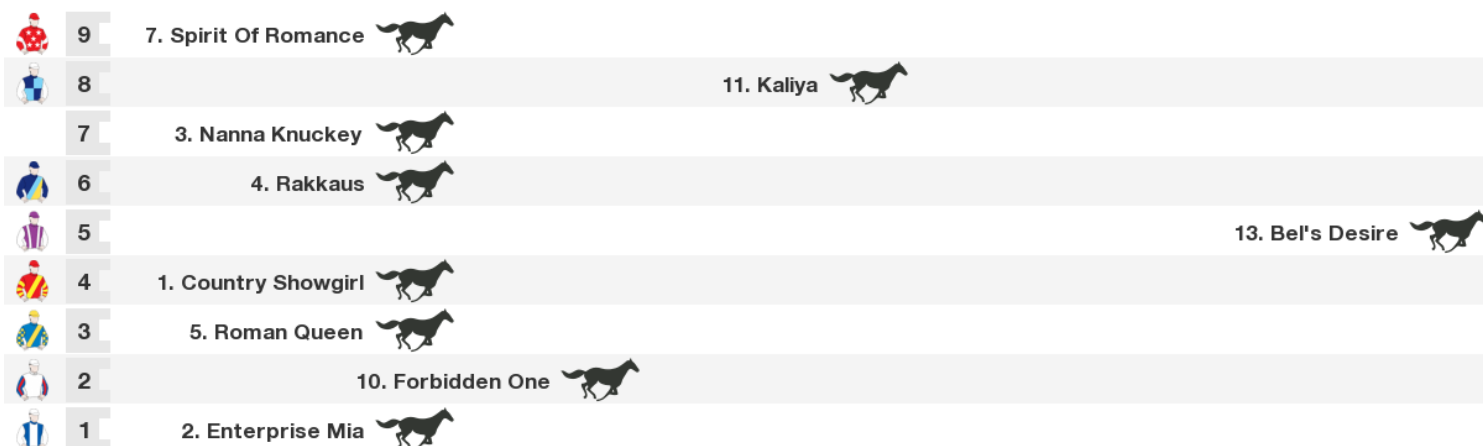 9 7. Spirit Of Romance
8 11. Kaliya
7 3. Nanna Knuckey
6 4. Rakkaus
5 13. Bel's Desire
4 1. Country Showgirl
3 5. Roman Queen
2 10. Forbidden One
1 2. Enterprise Mia